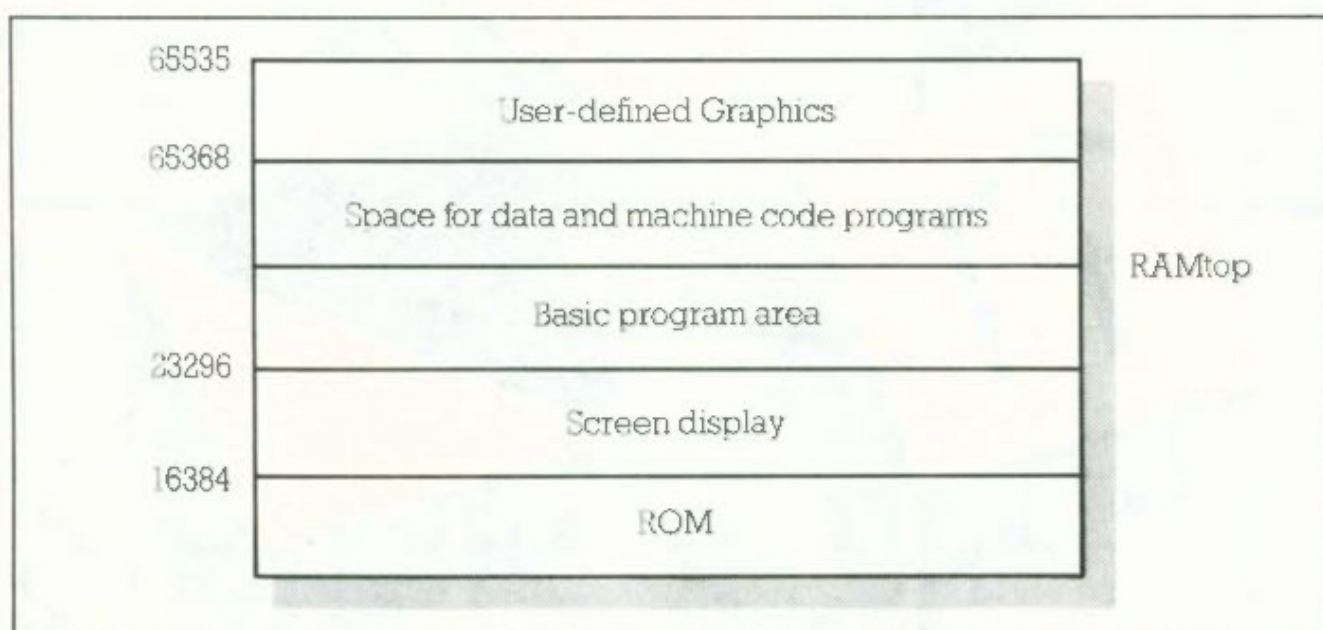 65535
User-defined Graphics
65368
Space for data and machine code programs
RAMtop
Basic program area
23296
Screen display
16384
ROM